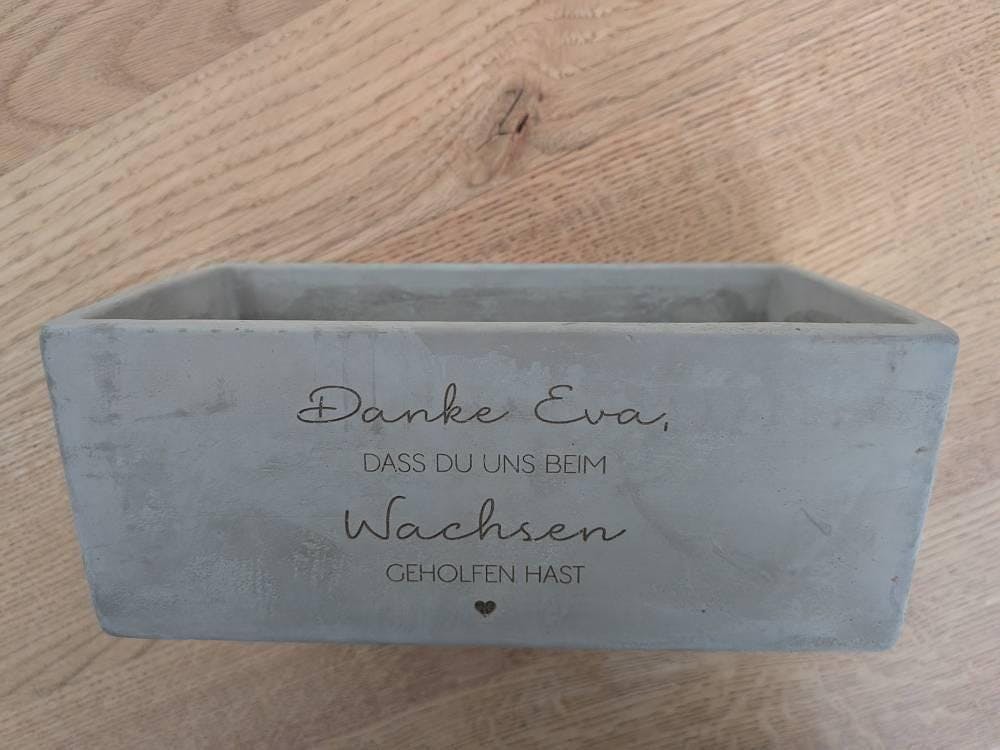 Danke Eva,
DASS DU UNS BEIM
Wachsen
GEHOLFEN HAST